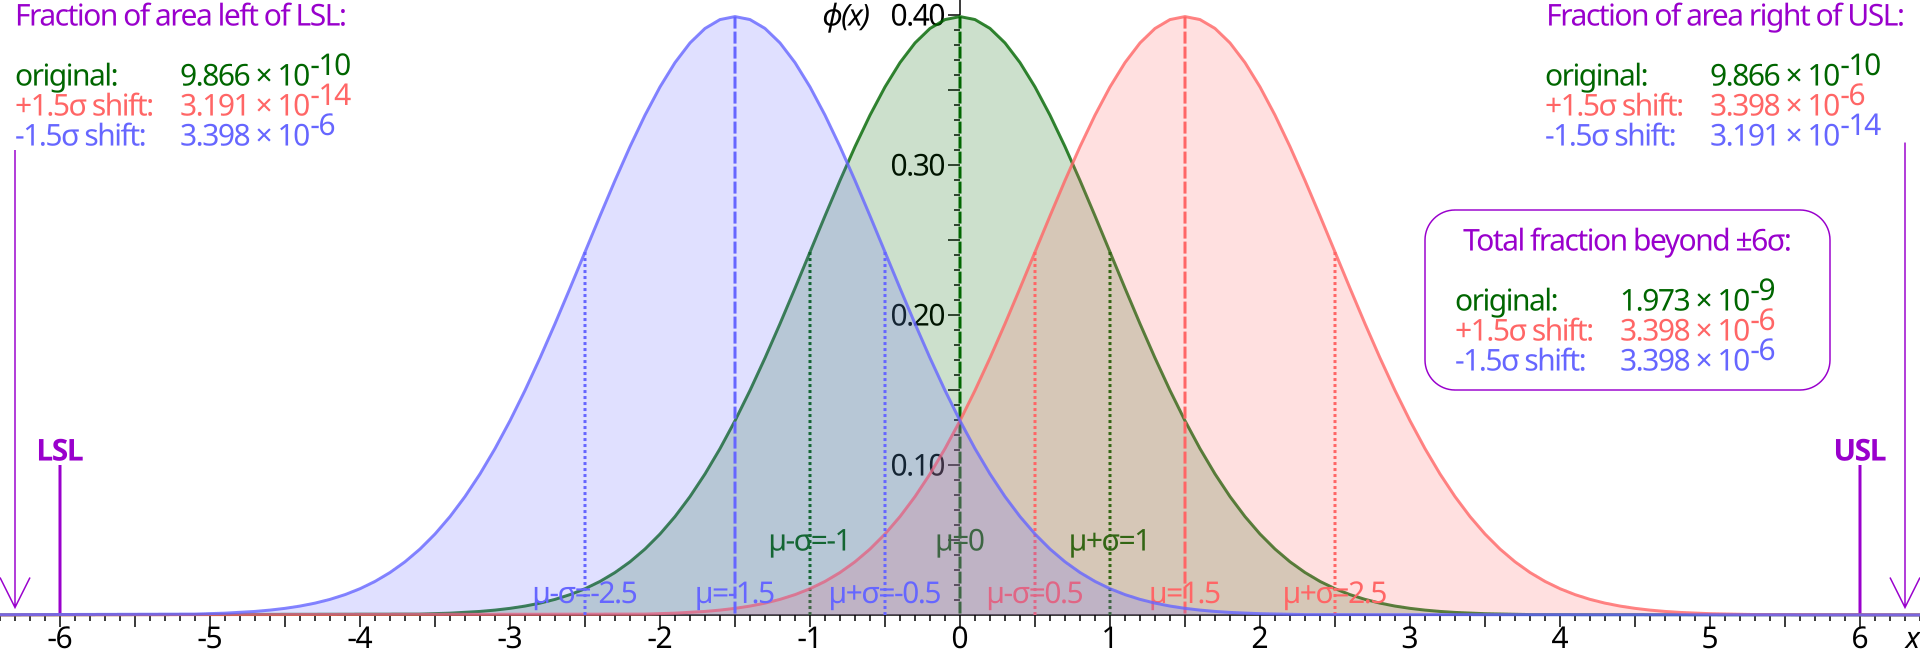 Fraction of area left of LSL:
original: 9.866 × 10-10
+1.5σ shift: 3.191 × 10-14
-1.5σ shift: 3.398 × 10-6
ϕ(x)
0.40
0.30
0.20
0.10
Fraction of area right of USL:
original: 9.866 × 10-10
+1.5σ shift: 3.398 × 10-6
-1.5σ shift: 3.191 × 10-14
Total fraction beyond ±6σ:
original: 1.973 × 10-9
+1.5σ shift: 3.398 × 10-6
-1.5σ shift: 3.398 × 10-6
LSL
USL
μ-σ=-1 μ=0 μ+σ=1
μ-σ=-2.5 μ=-1.5 μ+σ=-0.5 μ-σ=0.5 μ=1.5 μ+σ=2.5
-6 -5 -4 -3 -2 -1 0 1 2 3 4 5 6 x